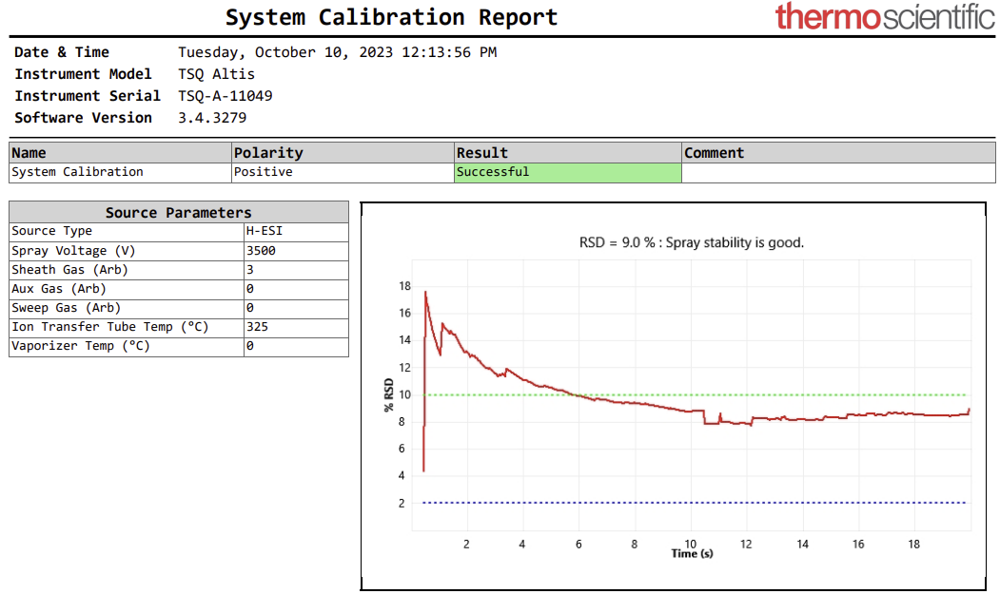 System Calibration Report
thermo scientific
Date & Time Tuesday, October 10, 2023 12:13:56 PM
Instrument Model TSQ Altis
Instrument Serial TSQ-A-11049
Software Version 3.4.3279
Name Polarity Result Comment
System Calibration Positive Successful
Source Parameters
Source Type H-ESI
Spray Voltage (V) 3500
Sheath Gas (Arb) 3
Aux Gas (Arb) 0
Sweep Gas (Arb) 0
Ion Transfer Tube Temp (ºC) 325
Vaporizer Temp (ºC) 0
RSD = 9.0 % : Spray stability is good.
18
16
14
12
10
8
6
4
2
% RSD
2 4 6 8 10 12 14 16 18
Time (s)